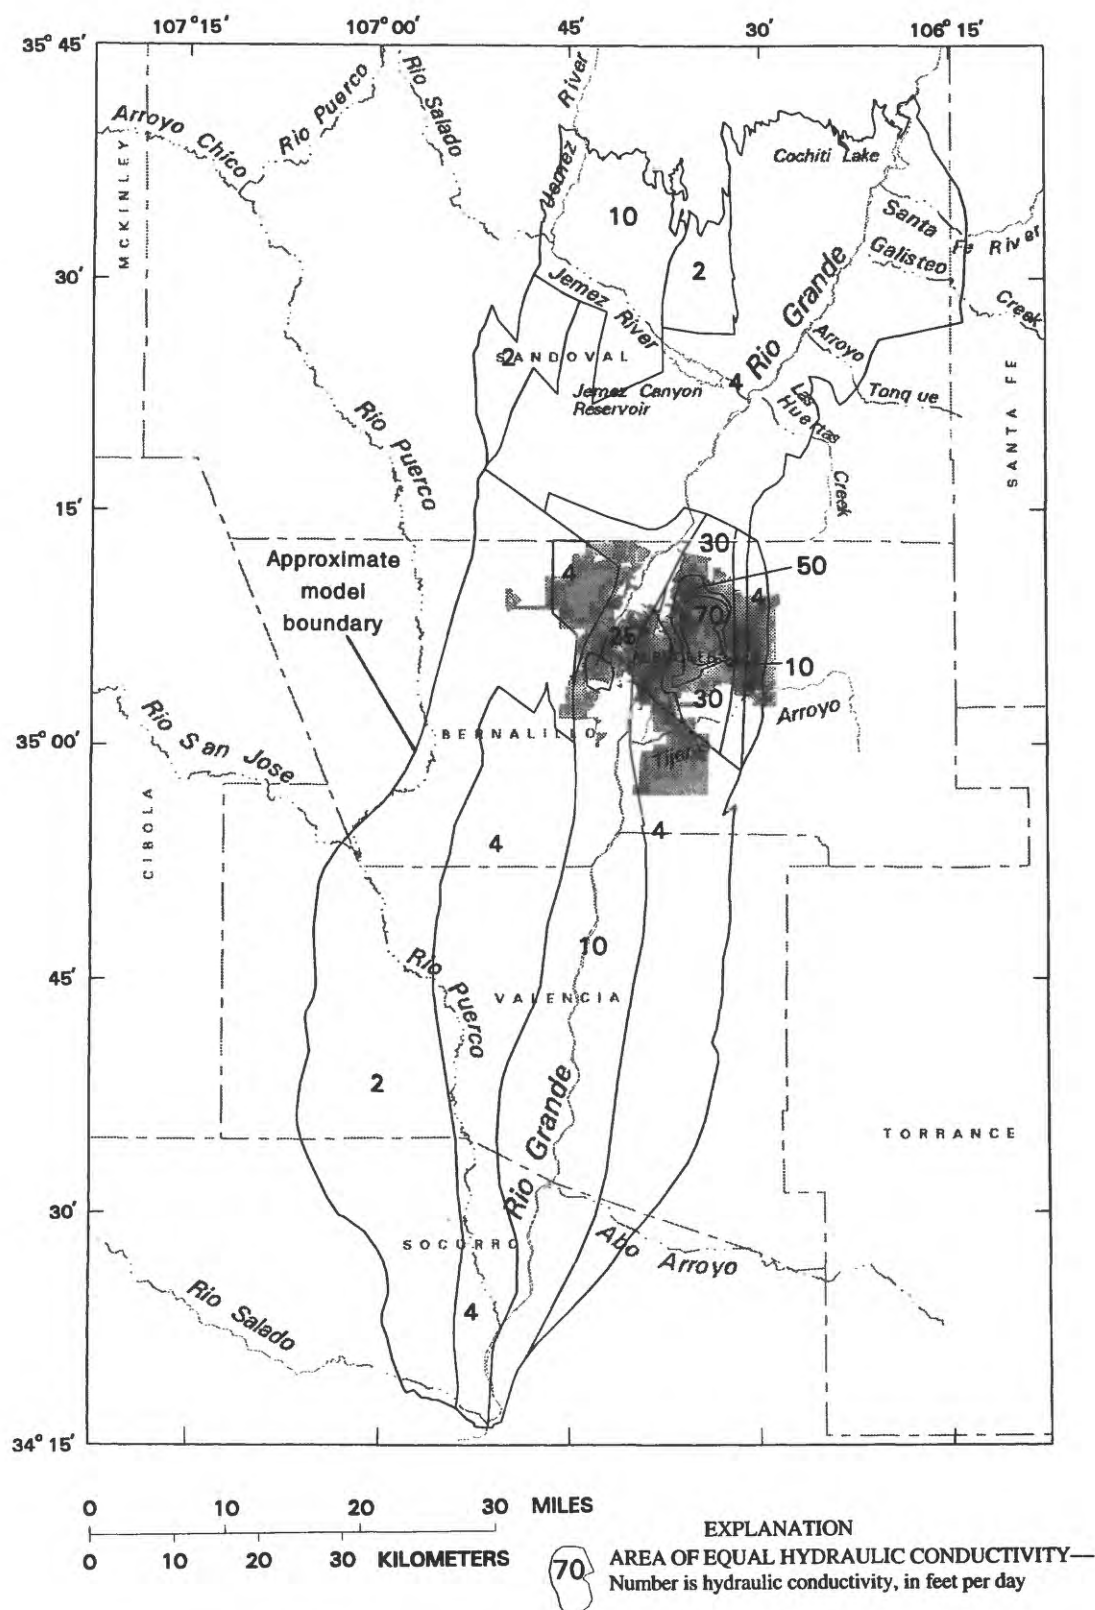 107° 15′
107° 00′
45′
30′
106° 15′
35° 45′
Rio Puerco
Rio Salado
River
Jemez
Arroyo Chico
MCKINLEY
Cochiti Lake
10
2
Santa
Fe River
Galisteo
Creek
30′
Jemez River
Rio Grande
2
SANDOVAL
Jemez Canyon
Reservoir
4
Arroyo
Tonque
Las
Huertas
Creek
SANTA FE
Rio Puerco
15′
30
50
Approximate
model
boundary
4
4
70
25
10
30
Arroyo
Tijeras
Rio San Jose
35° 00′
BERNALILLO
CIBOLA
4
4
10
Rio Puerco
45′
VALENCIA
2
Rio Grande
TORRANCE
30′
SOCORRO
Abo
Arroyo
4
Rio Salado
34° 15′
0 10 20 30 MILES
0 10 20 30 KILOMETERS
EXPLANATION
70
AREA OF EQUAL HYDRAULIC CONDUCTIVITY—
Number is hydraulic conductivity, in feet per day